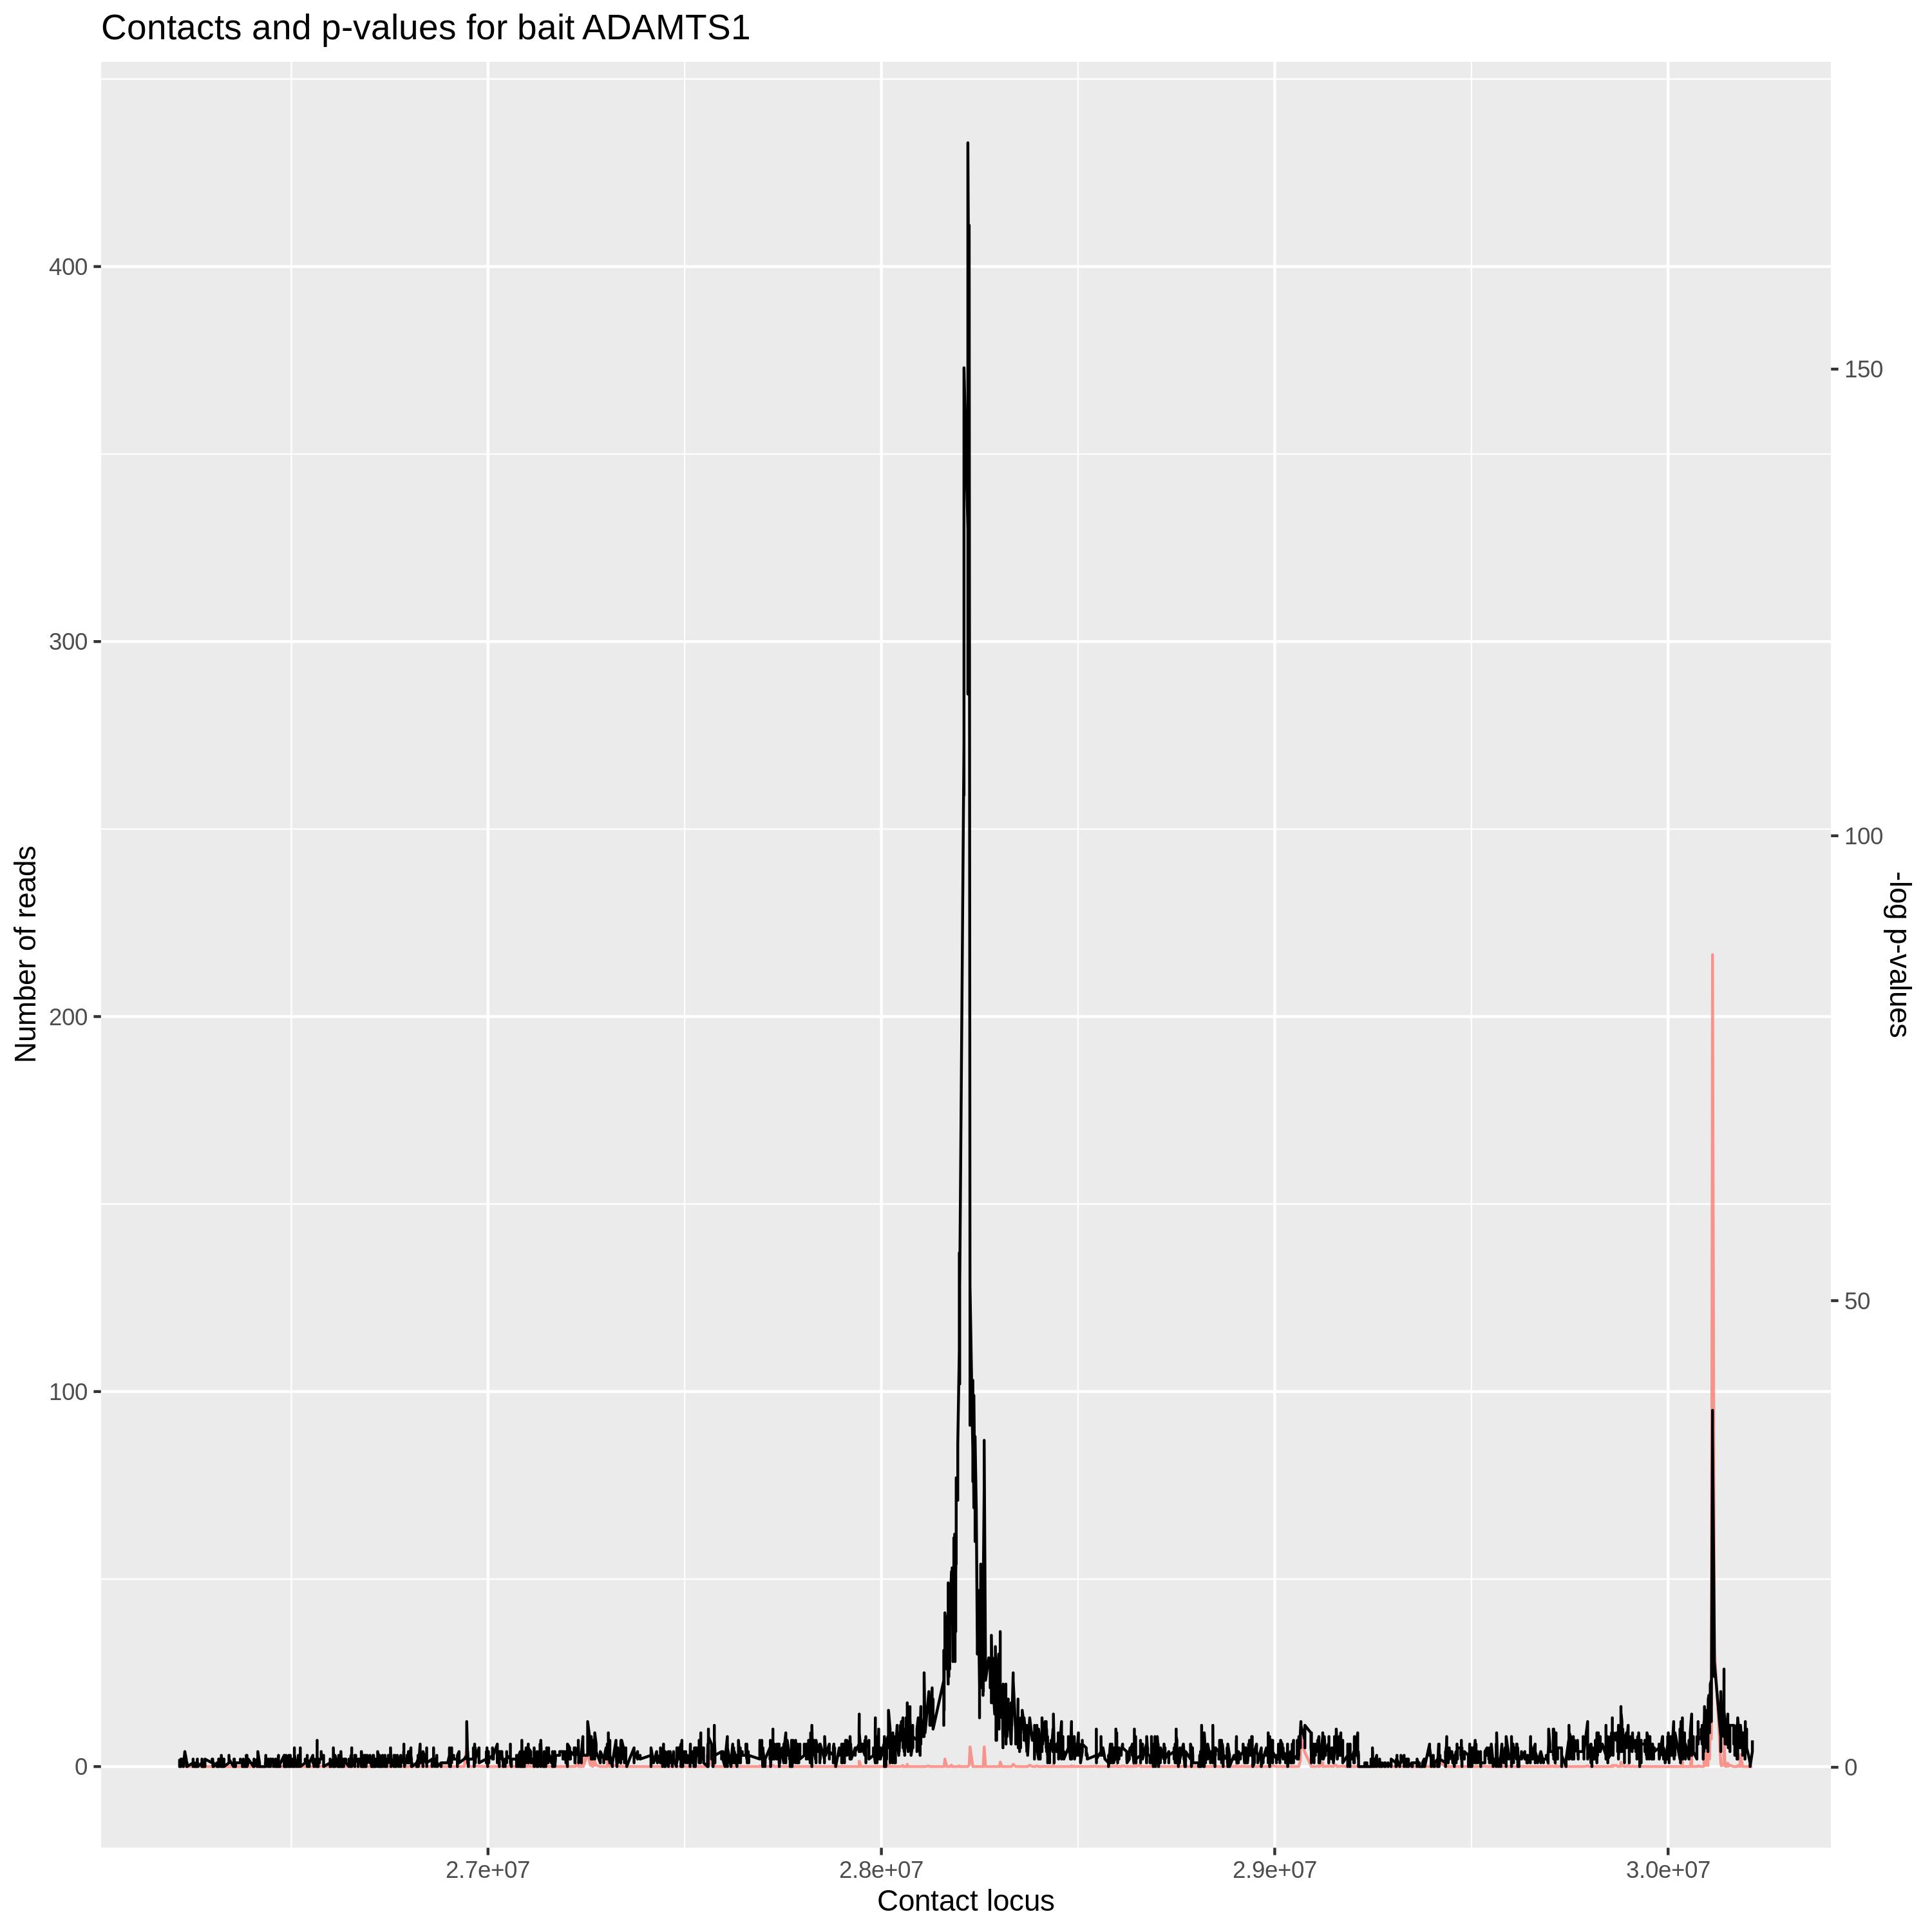 Contacts and p-values for bait ADAMTS1
Number of reads
400
300
200
100
0
150
100
50
0
-log p-values
2.7e+07
2.8e+07
2.9e+07
3.0e+07
Contact locus